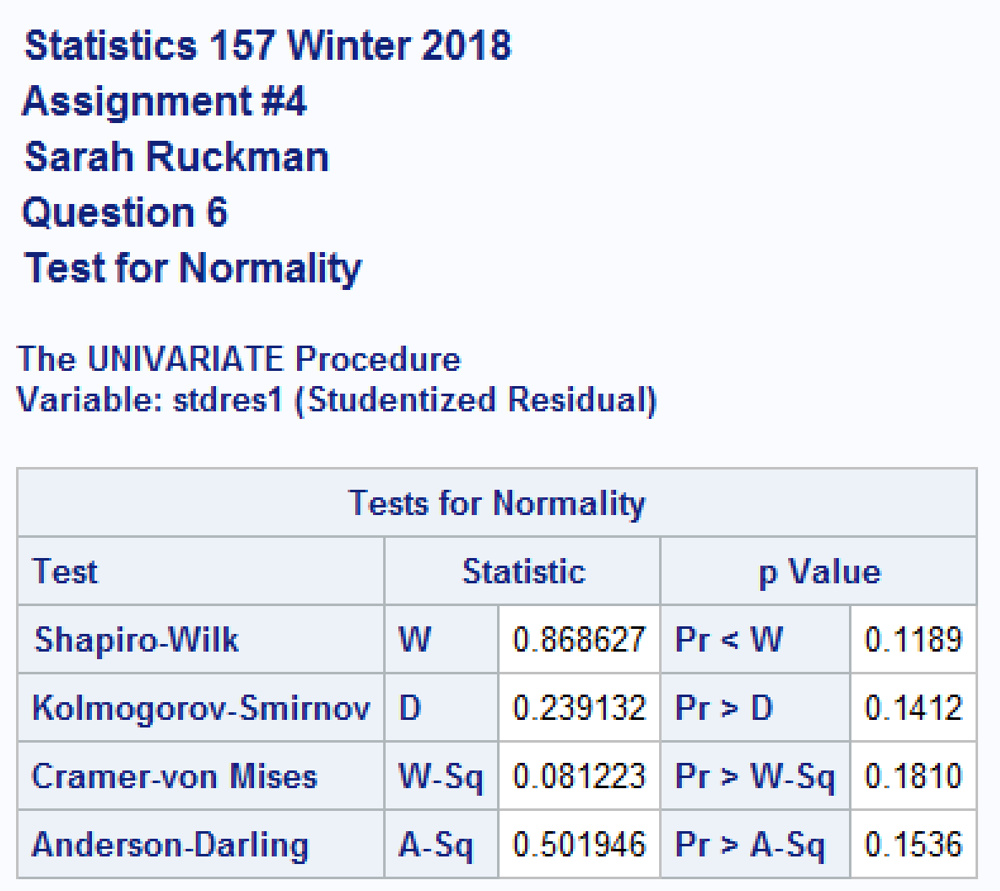 Statistics 157 Winter 2018
Assignment #4
Sarah Ruckman
Question 6
Test for Normality
The UNIVARIATE Procedure
Variable: stdres1 (Studentized Residual)
Tests for Normality
Test Statistic p Value
Shapiro-Wilk W 0.868627 Pr < W 0.1189
Kolmogorov-Smirnov D 0.239132 Pr > D 0.1412
Cramer-von Mises W-Sq 0.081223 Pr > W-Sq 0.1810
Anderson-Darling A-Sq 0.501946 Pr > A-Sq 0.1536